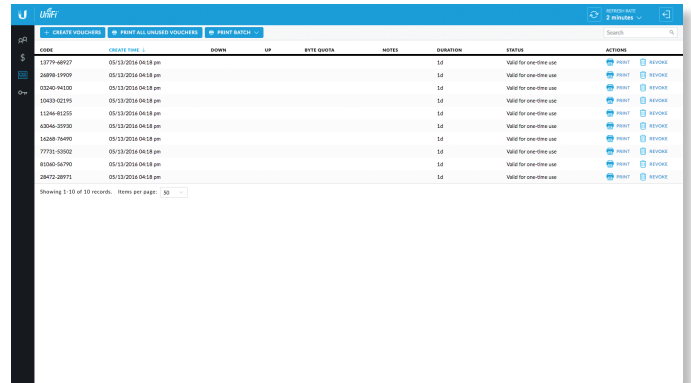 U UniFi REFRESH RATE
2 minutes
+ CREATE VOUCHERS PRINT ALL UNUSED VOUCHERS PRINT BATCH Search
CODE CREATE TIME ↓ DOWN UP BYTE QUOTA NOTES DURATION STATUS ACTIONS
13779-68927 05/13/2016 04:18 pm 1d Valid for one-time use PRINT REVOKE
26898-19909 05/13/2016 04:18 pm 1d Valid for one-time use PRINT REVOKE
03240-94100 05/13/2016 04:18 pm 1d Valid for one-time use PRINT REVOKE
10433-02195 05/13/2016 04:18 pm 1d Valid for one-time use PRINT REVOKE
11246-81255 05/13/2016 04:18 pm 1d Valid for one-time use PRINT REVOKE
63046-35930 05/13/2016 04:18 pm 1d Valid for one-time use PRINT REVOKE
16268-76490 05/13/2016 04:18 pm 1d Valid for one-time use PRINT REVOKE
77731-53502 05/13/2016 04:18 pm 1d Valid for one-time use PRINT REVOKE
81060-56790 05/13/2016 04:18 pm 1d Valid for one-time use PRINT REVOKE
28472-28971 05/13/2016 04:18 pm 1d Valid for one-time use PRINT REVOKE
Showing 1-10 of 10 records. Items per page: 50